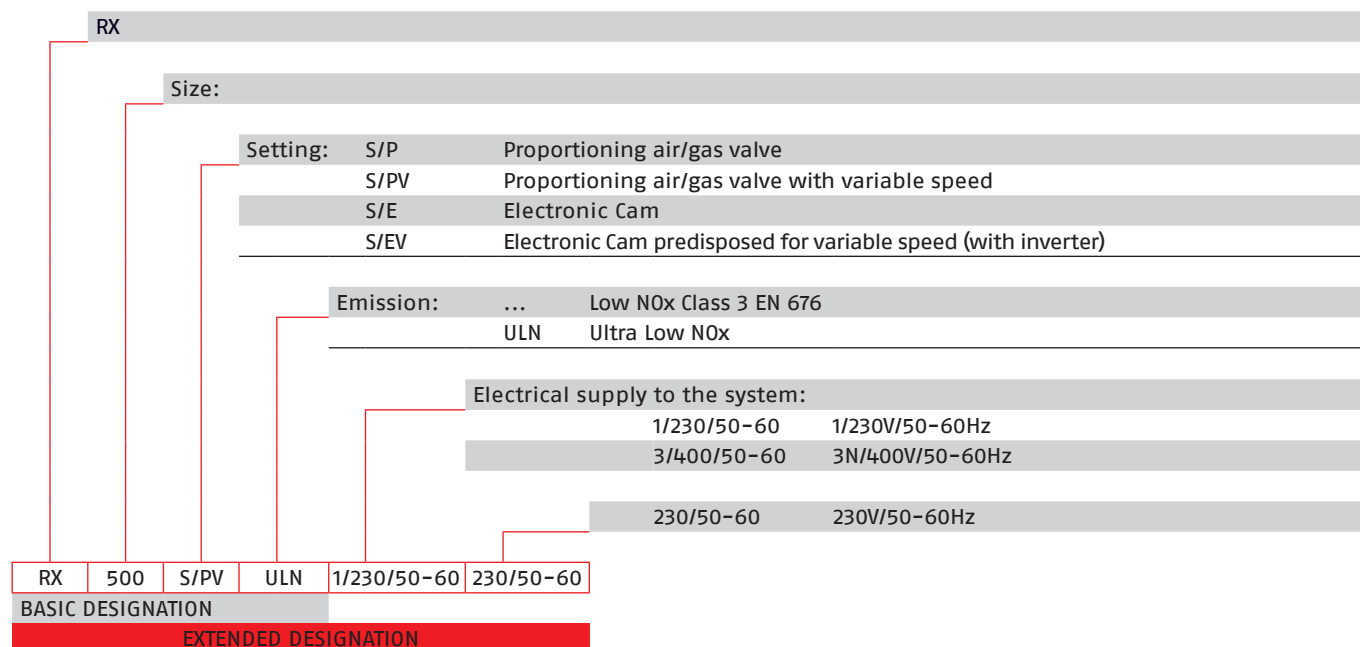 RX
Size:
Setting: S/P Proportioning air/gas valve
S/PV Proportioning air/gas valve with variable speed
S/E Electronic Cam
S/EV Electronic Cam predisposed for variable speed (with inverter)
Emission: ... Low NOx Class 3 EN 676
ULN Ultra Low NOx
Electrical supply to the system:
1/230/50-60 1/230V/50-60Hz
3/400/50-60 3N/400V/50-60Hz
230/50-60 230V/50-60Hz
RX 500 S/PV ULN 1/230/50-60 230/50-60
BASIC DESIGNATION
EXTENDED DESIGNATION